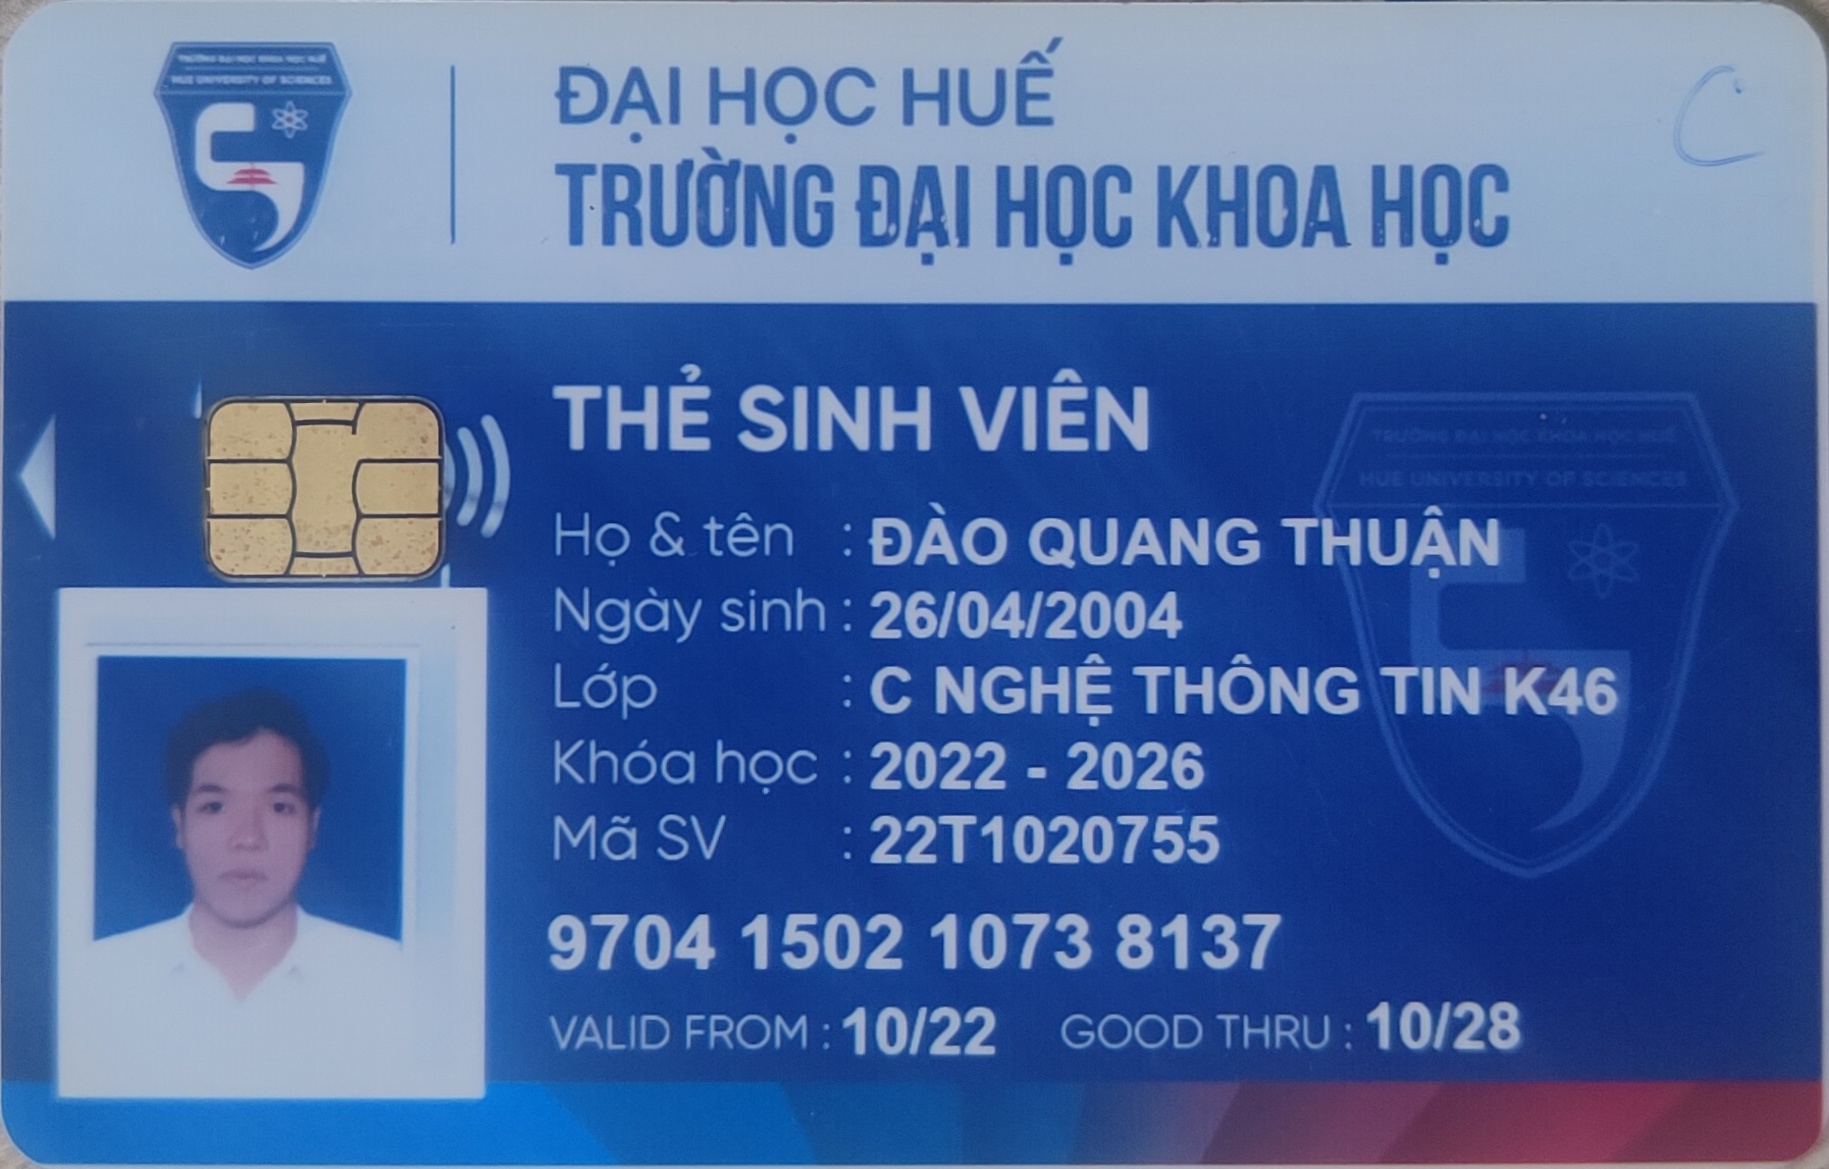 TRƯỜNG ĐẠI HỌC KHOA HỌC HUẾ
HUE UNIVERSITY OF SCIENCES
ĐẠI HỌC HUẾ
TRƯỜNG ĐẠI HỌC KHOA HỌC
C
THẺ SINH VIÊN
TRƯỜNG ĐẠI HỌC KHOA HỌC HUẾ
HUE UNIVERSITY OF SCIENCES
Họ & tên : ĐÀO QUANG THUẬN
Ngày sinh : 26/04/2004
Lớp : C NGHỆ THÔNG TIN K46
Khóa học : 2022 - 2026
Mã SV : 22T1020755
9704 1502 1073 8137
VALID FROM : 10/22 GOOD THRU : 10/28